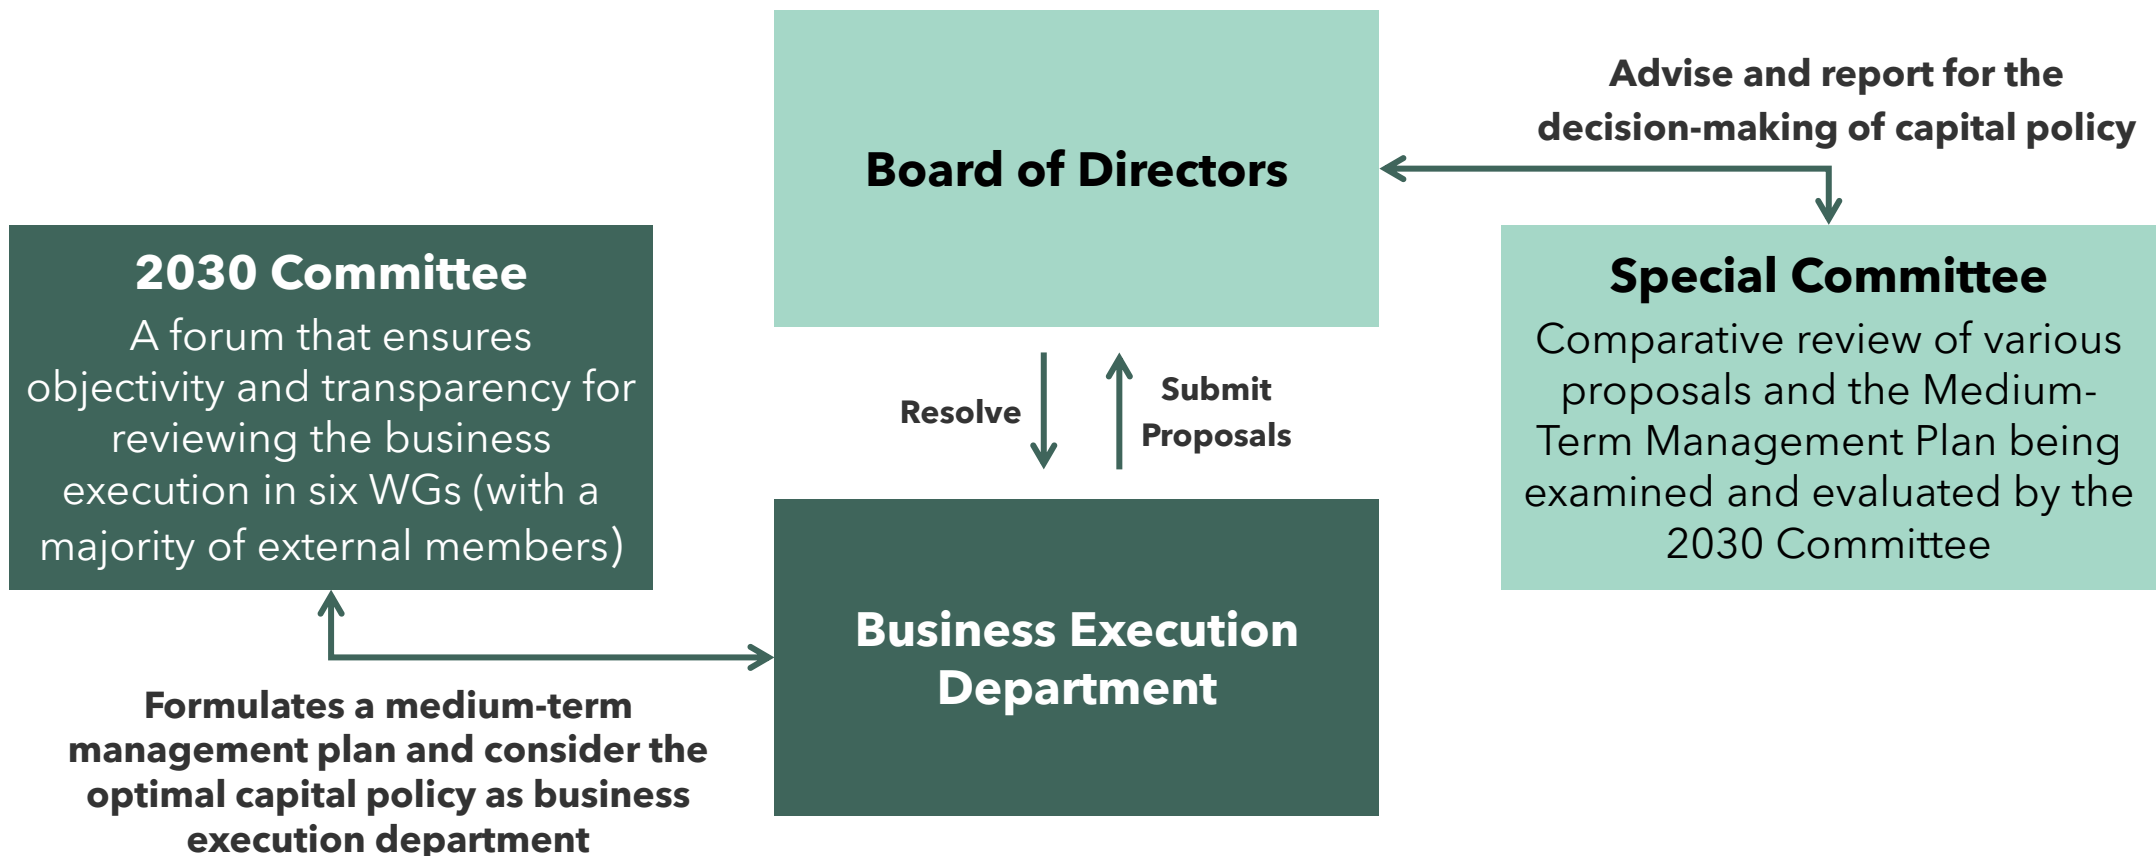 Board of Directors
Advise and report for the
decision-making of capital policy
2030 Committee
A forum that ensures
objectivity and transparency for
reviewing the business
execution in six WGs (with a
majority of external members)
Resolve
Submit
Proposals
Special Committee
Comparative review of various
proposals and the Medium-
Term Management Plan being
examined and evaluated by the
2030 Committee
Business Execution
Department
Formulates a medium-term
management plan and consider the
optimal capital policy as business
execution department